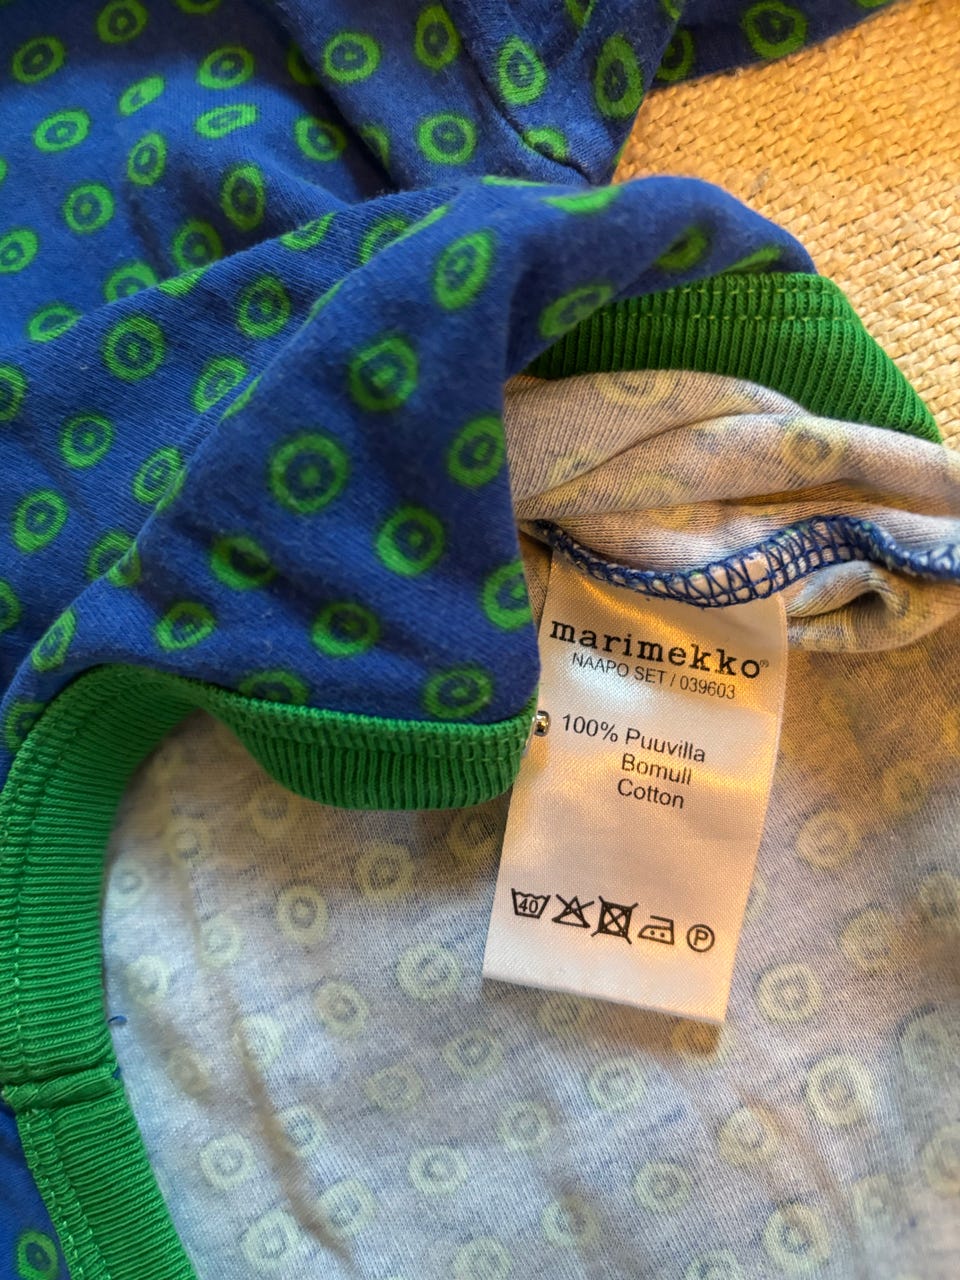 marimekko®
NAAPO SET / 039603
100% Puuvilla
Bomull
Cotton
40 P